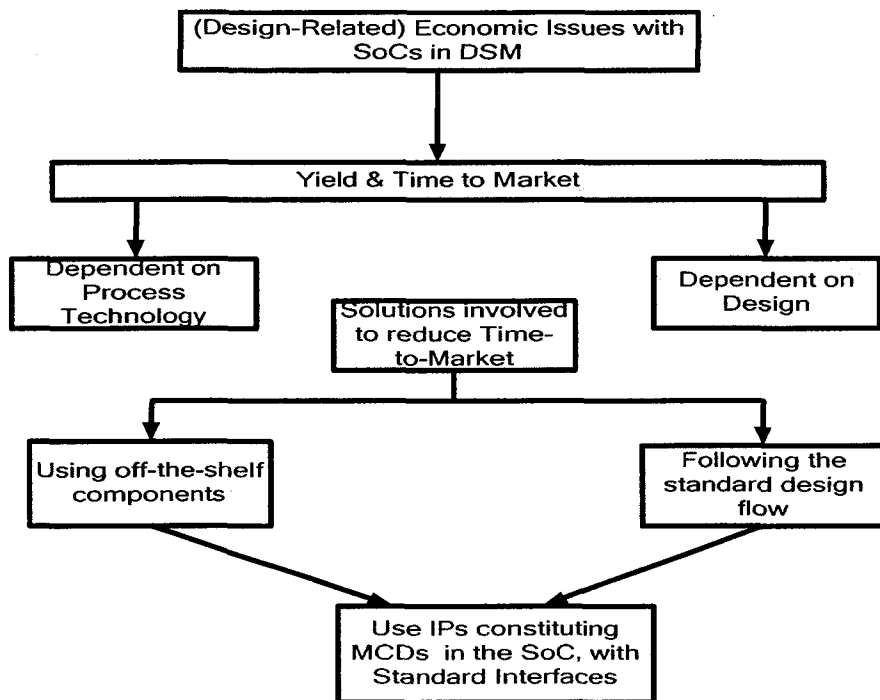 (Design-Related) Economic Issues with
SoCs in DSM
Yield & Time to Market
Dependent on
Process
Technology
Dependent on
Design
Solutions involved
to reduce Time-
to-Market
Using off-the-shelf
components
Following the
standard design
flow
Use IPs constituting
MCDs in the SoC, with
Standard Interfaces